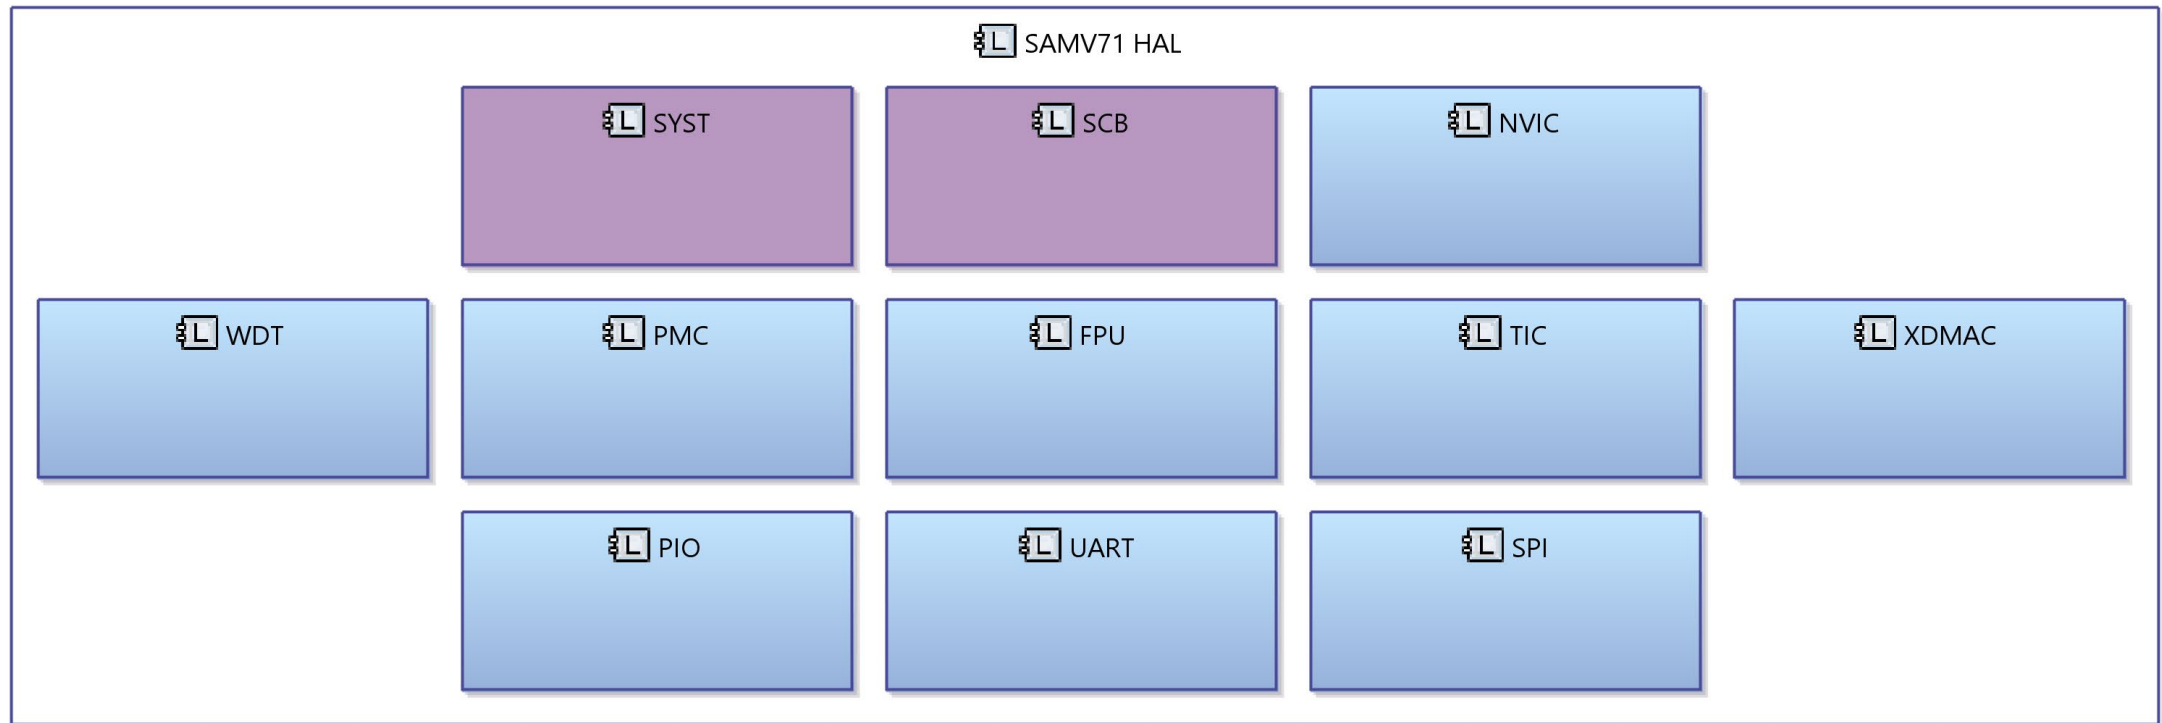 SAMV71 HAL
SYST
SCB
NVIC
WDT
PMC
FPU
TIC
XDMAC
PIO
UART
SPI